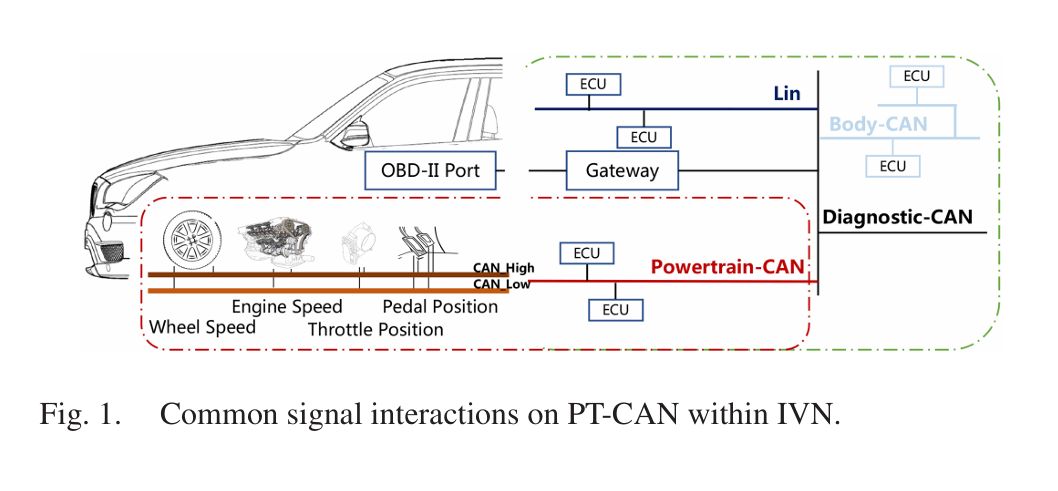 ECU
ECU
Lin
Body-CAN
ECU
ECU
OBD-II Port
Gateway
Diagnostic-CAN
ECU
CAN_High
Powertrain-CAN
CAN_Low
ECU
Engine Speed
Pedal Position
Wheel Speed
Throttle Position
Fig. 1. Common signal interactions on PT-CAN within IVN.